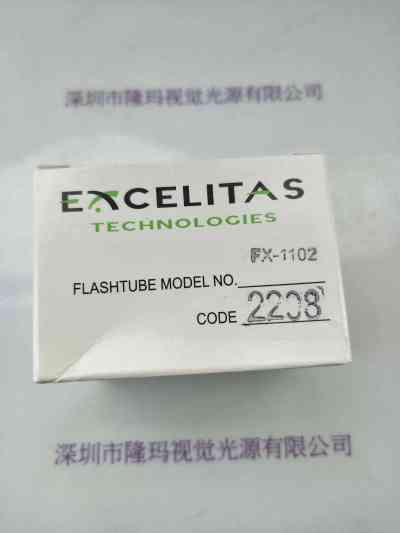 深圳市隆玛视觉光源有限公司
EXCELITAS
TECHNOLOGIES
FX-1102
FLASHTUBE MODEL NO.
CODE 2208
深圳市隆玛视觉光源有限公司